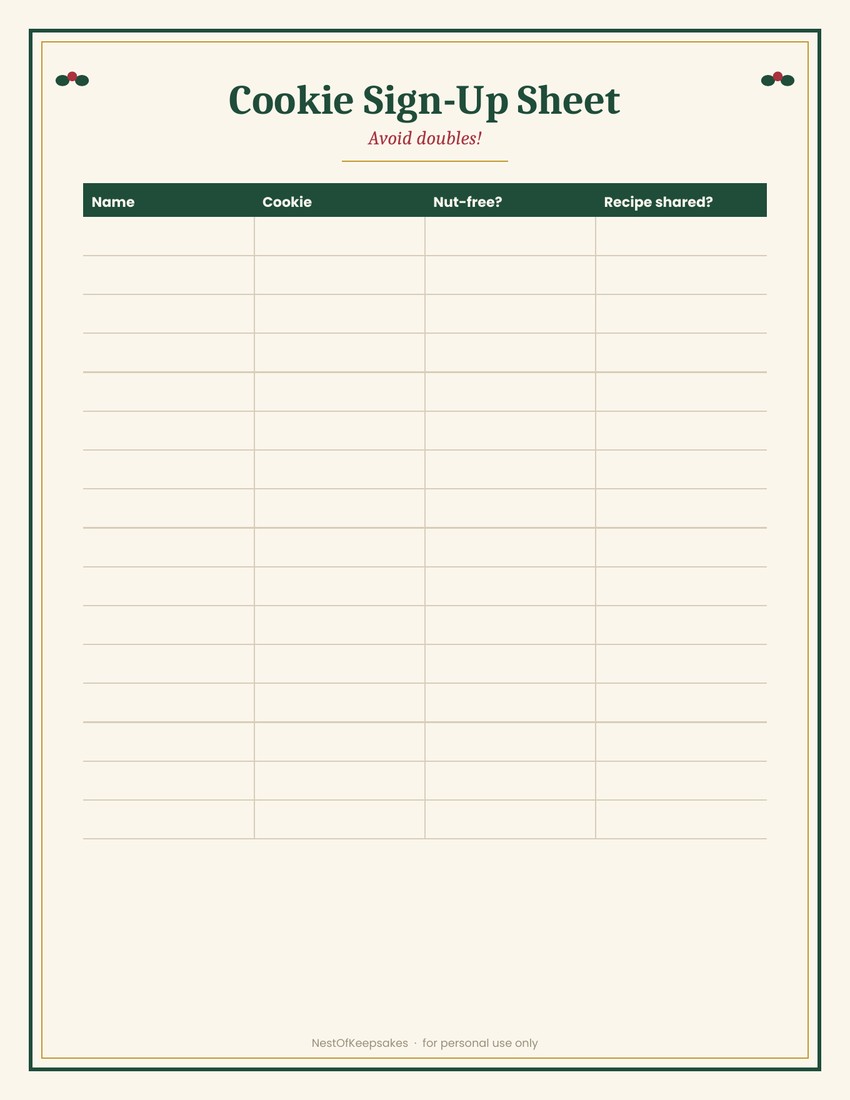 Cookie Sign-Up Sheet
Avoid doubles!
Name Cookie Nut-free? Recipe shared?
NestOfKeepsakes · for personal use only